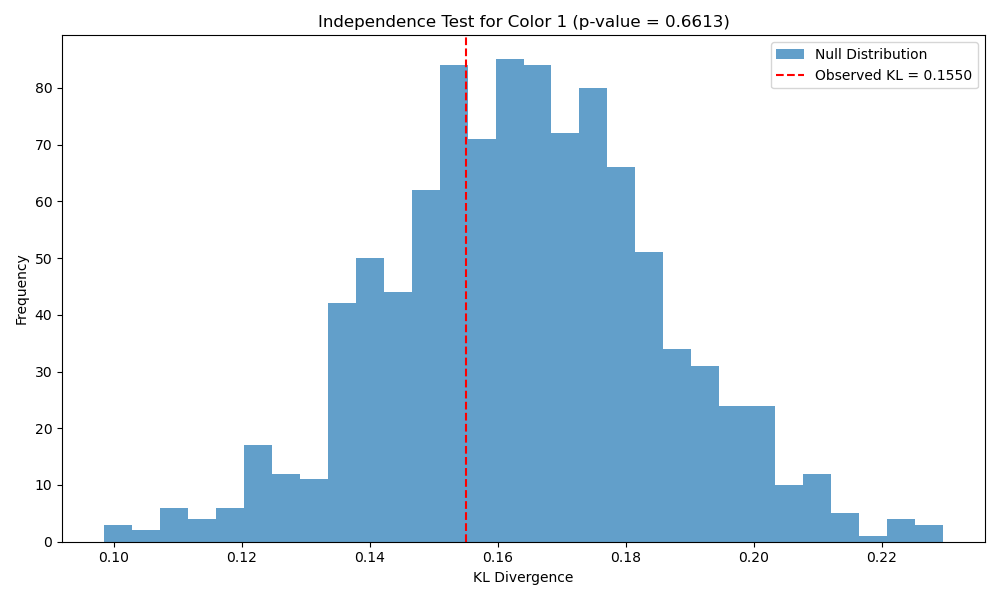 Independence Test for Color 1 (p-value = 0.6613)
Null Distribution
Observed KL = 0.1550
Frequency
80
70
60
50
40
30
20
10
0
0.10 0.12 0.14 0.16 0.18 0.20 0.22
KL Divergence